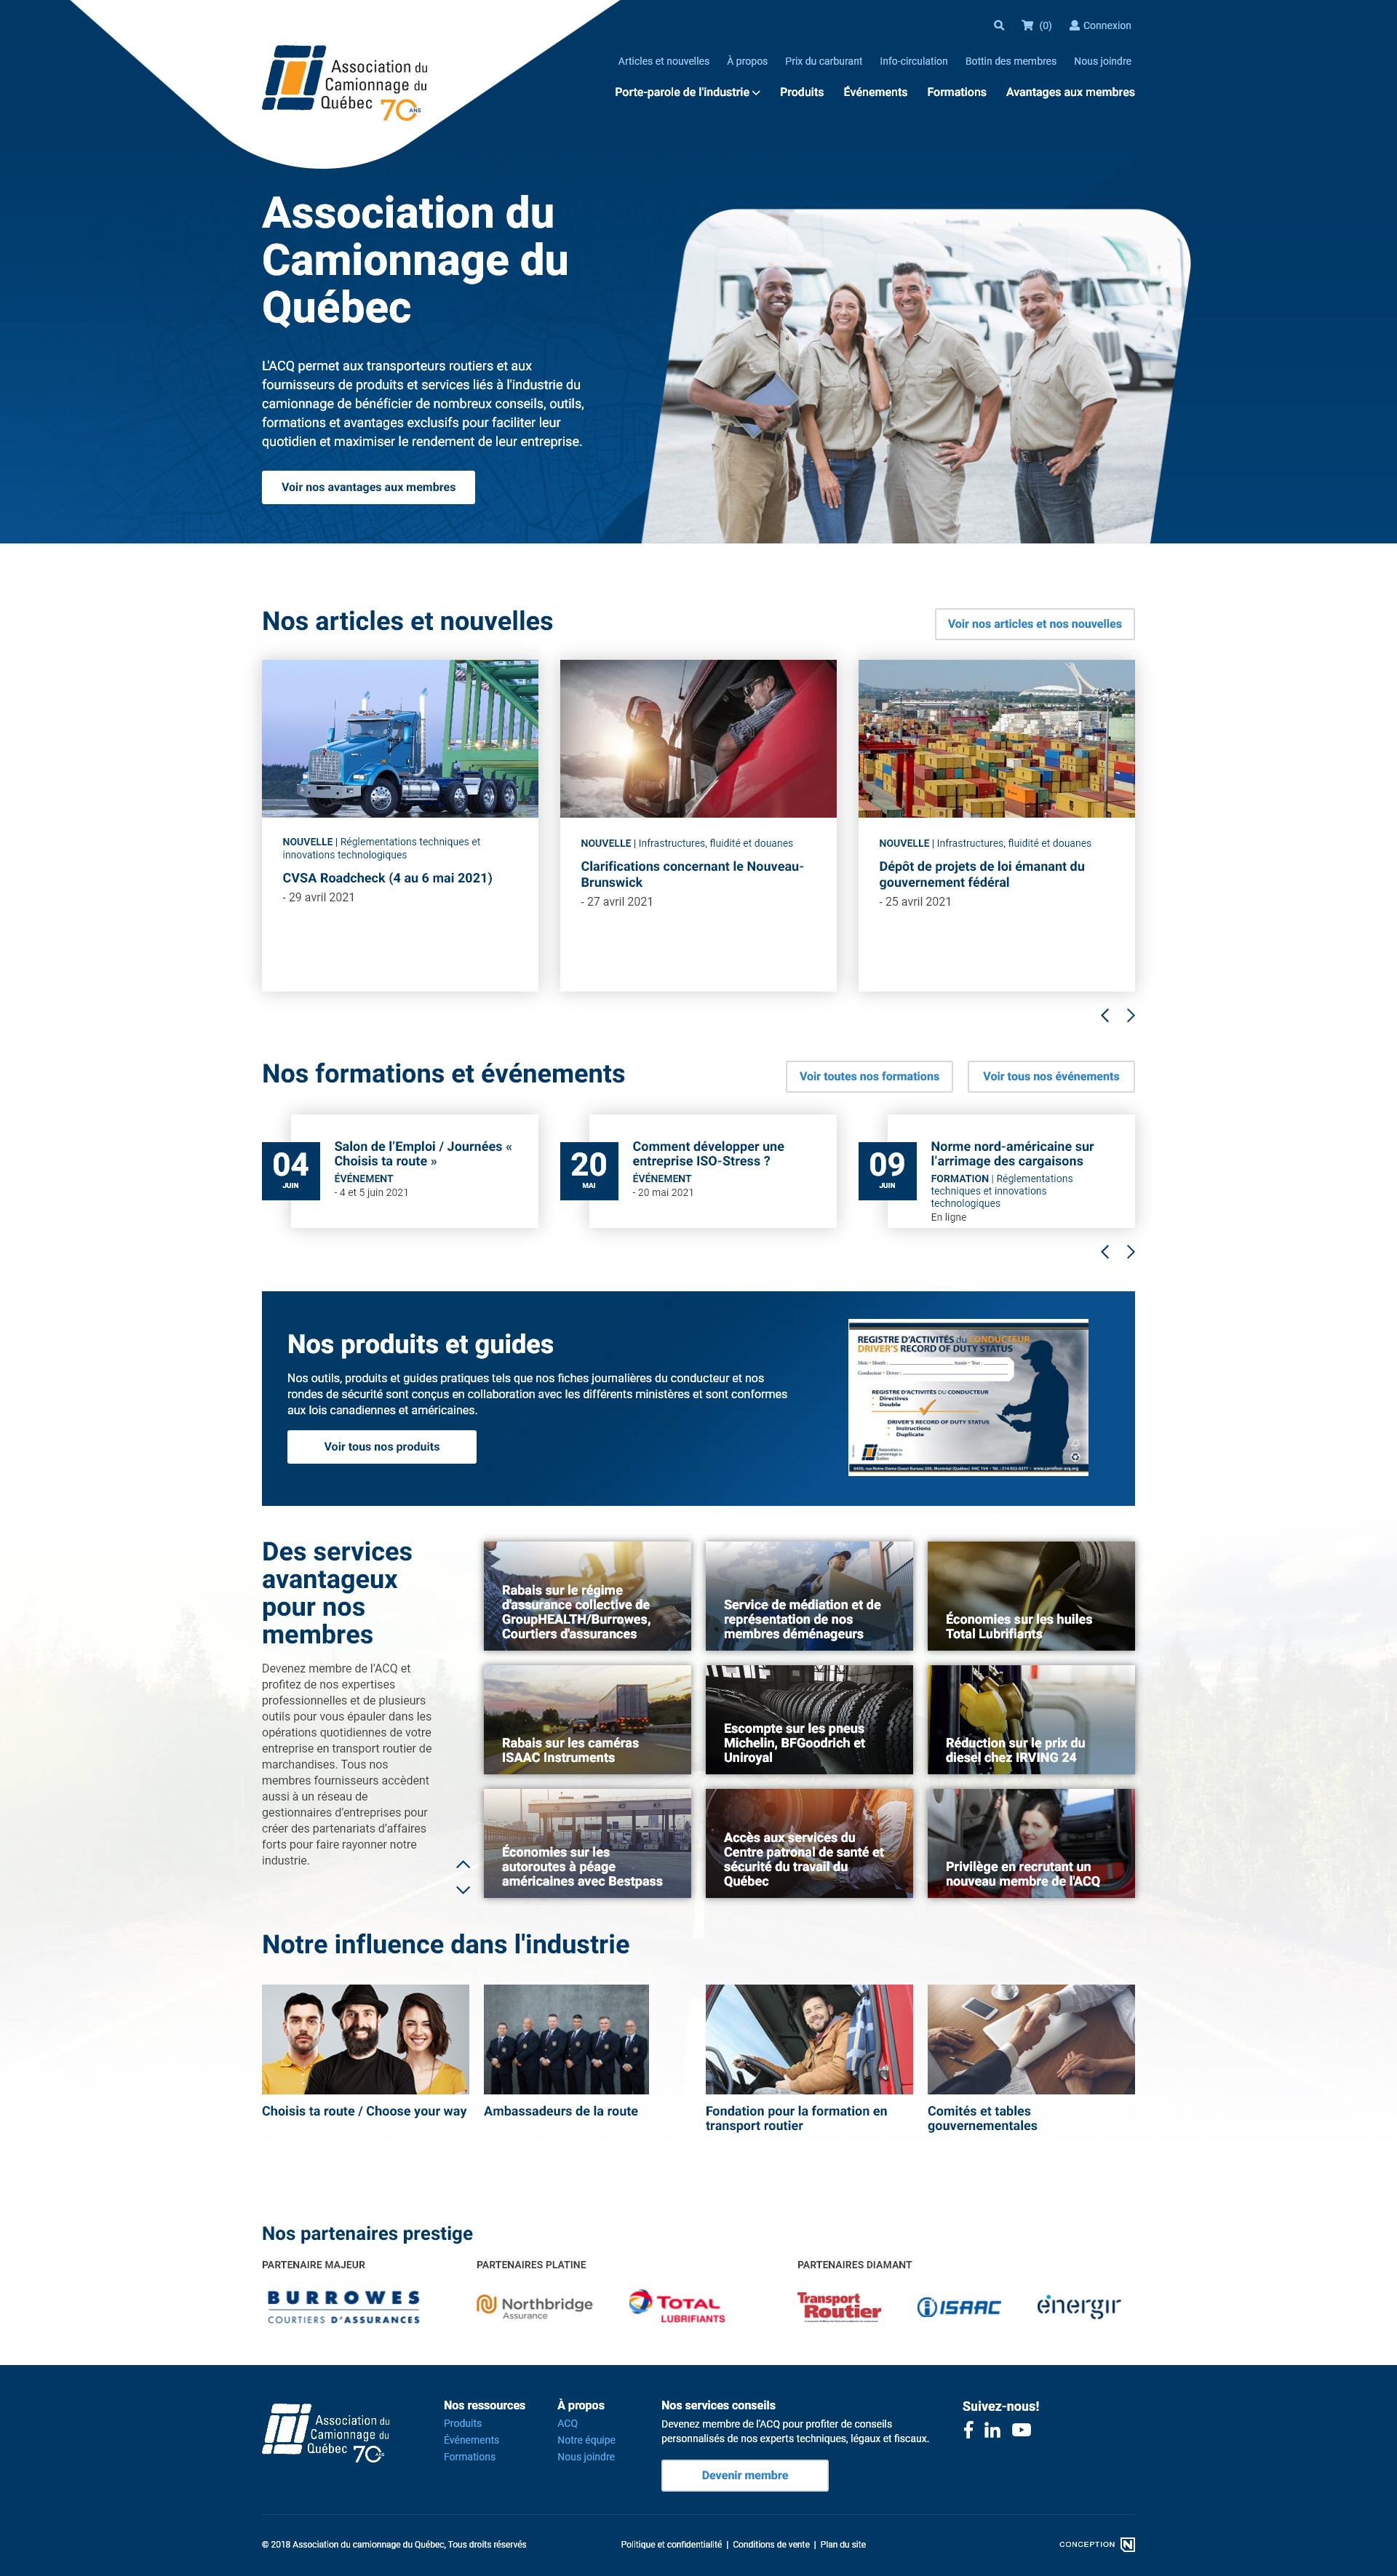 (0)
Connexion
Articles et nouvelles
À propos
Prix du carburant
Info-circulation
Bottin des membres
Nous joindre
Association du
Camionnage du
Québec
70 ANS
Porte-parole de l'industrie
Produits
Événements
Formations
Avantages aux membres
Association du
Camionnage du
Québec
L'ACQ permet aux transporteurs routiers et aux
fournisseurs de produits et services liés à l'industrie du
camionnage de bénéficier de nombreux conseils, outils,
formations et avantages exclusifs pour faciliter leur
quotidien et maximiser le rendement de leur entreprise.
Voir nos avantages aux membres
Nos articles et nouvelles
Voir nos articles et nos nouvelles
NOUVELLE | Réglementations techniques et
innovations technologiques
CVSA Roadcheck (4 au 6 mai 2021)
- 29 avril 2021
NOUVELLE | Infrastructures, fluidité et douanes
Clarifications concernant le Nouveau-
Brunswick
- 27 avril 2021
NOUVELLE | Infrastructures, fluidité et douanes
Dépôt de projets de loi émanant du
gouvernement fédéral
- 25 avril 2021
Nos formations et événements
Voir toutes nos formations
Voir tous nos événements
04
JUIN
Salon de l'Emploi / Journées «
Choisis ta route »
ÉVÉNEMENT
- 4 et 5 juin 2021
20
MAI
Comment développer une
entreprise ISO-Stress ?
ÉVÉNEMENT
- 20 mai 2021
09
JUIN
Norme nord-américaine sur
l'arrimage des cargaisons
FORMATION | Réglementations
techniques et innovations
technologiques
En ligne
Nos produits et guides
Nos outils, produits et guides pratiques tels que nos fiches journalières du conducteur et nos
rondes de sécurité sont conçus en collaboration avec les différents ministères et sont conformes
aux lois canadiennes et américaines.
Voir tous nos produits
REGISTRE D'ACTIVITÉS du CONDUCTEUR
DRIVER'S RECORD OF DUTY STATUS
Mois • Month : Année • Year :
Conducteur • Driver :
REGISTRE D'ACTIVITÉS DU CONDUCTEUR
• Directives
• Double
DRIVER'S RECORD OF DUTY STATUS
• Instructions
• Duplicate
Association du
Camionnage du
Québec
Des services
avantageux
pour nos
membres
Devenez membre de l'ACQ et
profitez de nos expertises
professionnelles et de plusieurs
outils pour vous épauler dans les
opérations quotidiennes de votre
entreprise en transport routier de
marchandises. Tous nos
membres fournisseurs accèdent
aussi à un réseau de
gestionnaires d'entreprises pour
créer des partenariats d'affaires
forts pour faire rayonner notre
industrie.
Rabais sur le régime
d'assurance collective de
GroupHEALTH/Burrowes,
Courtiers d'assurances
Service de médiation et de
représentation de nos
membres déménageurs
Économies sur les huiles
Total Lubrifiants
Rabais sur les caméras
ISAAC Instruments
Escompte sur les pneus
Michelin, BFGoodrich et
Uniroyal
Réduction sur le prix du
diesel chez IRVING 24
Économies sur les
autoroutes à péage
américaines avec Bestpass
Accès aux services du
Centre patronal de santé et
sécurité du travail du
Québec
Privilège en recrutant un
nouveau membre de l'ACQ
Notre influence dans l'industrie
Choisis ta route / Choose your way
Ambassadeurs de la route
Fondation pour la formation en
transport routier
Comités et tables
gouvernementales
Nos partenaires prestige
PARTENAIRE MAJEUR
PARTENAIRES PLATINE
PARTENAIRES DIAMANT
BURROWES
COURTIERS D'ASSURANCES
Northbridge
Assurance
TOTAL
LUBRIFIANTS
Transport
Routier
ISAAC
énergir
Association du
Camionnage du
Québec
70 ANS
Nos ressources
Produits
Événements
Formations
À propos
ACQ
Notre équipe
Nous joindre
Nos services conseils
Devenez membre de l'ACQ pour profiter de conseils
personnalisés de nos experts techniques, légaux et fiscaux.
Devenir membre
Suivez-nous!
© 2018 Association du camionnage du Québec, Tous droits réservés
Politique et confidentialité | Conditions de vente | Plan du site
CONCEPTION N